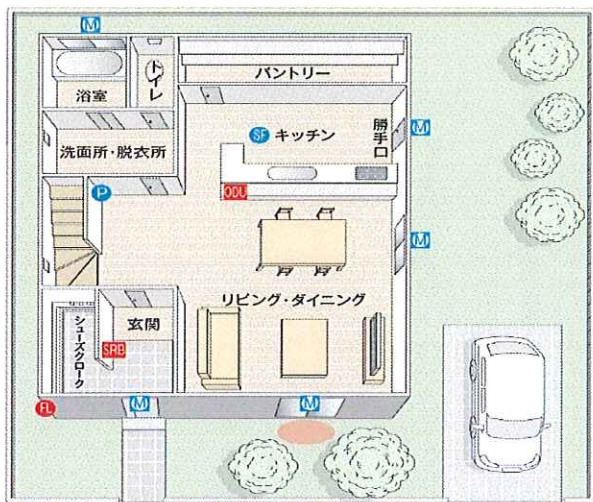 M
パントリー
トイレ
浴室
SF キッチン
勝手口
M
洗面所・脱衣所
P
ODU
M
リビング・ダイニング
シューズクローク
玄関
SRB
FL
M
M